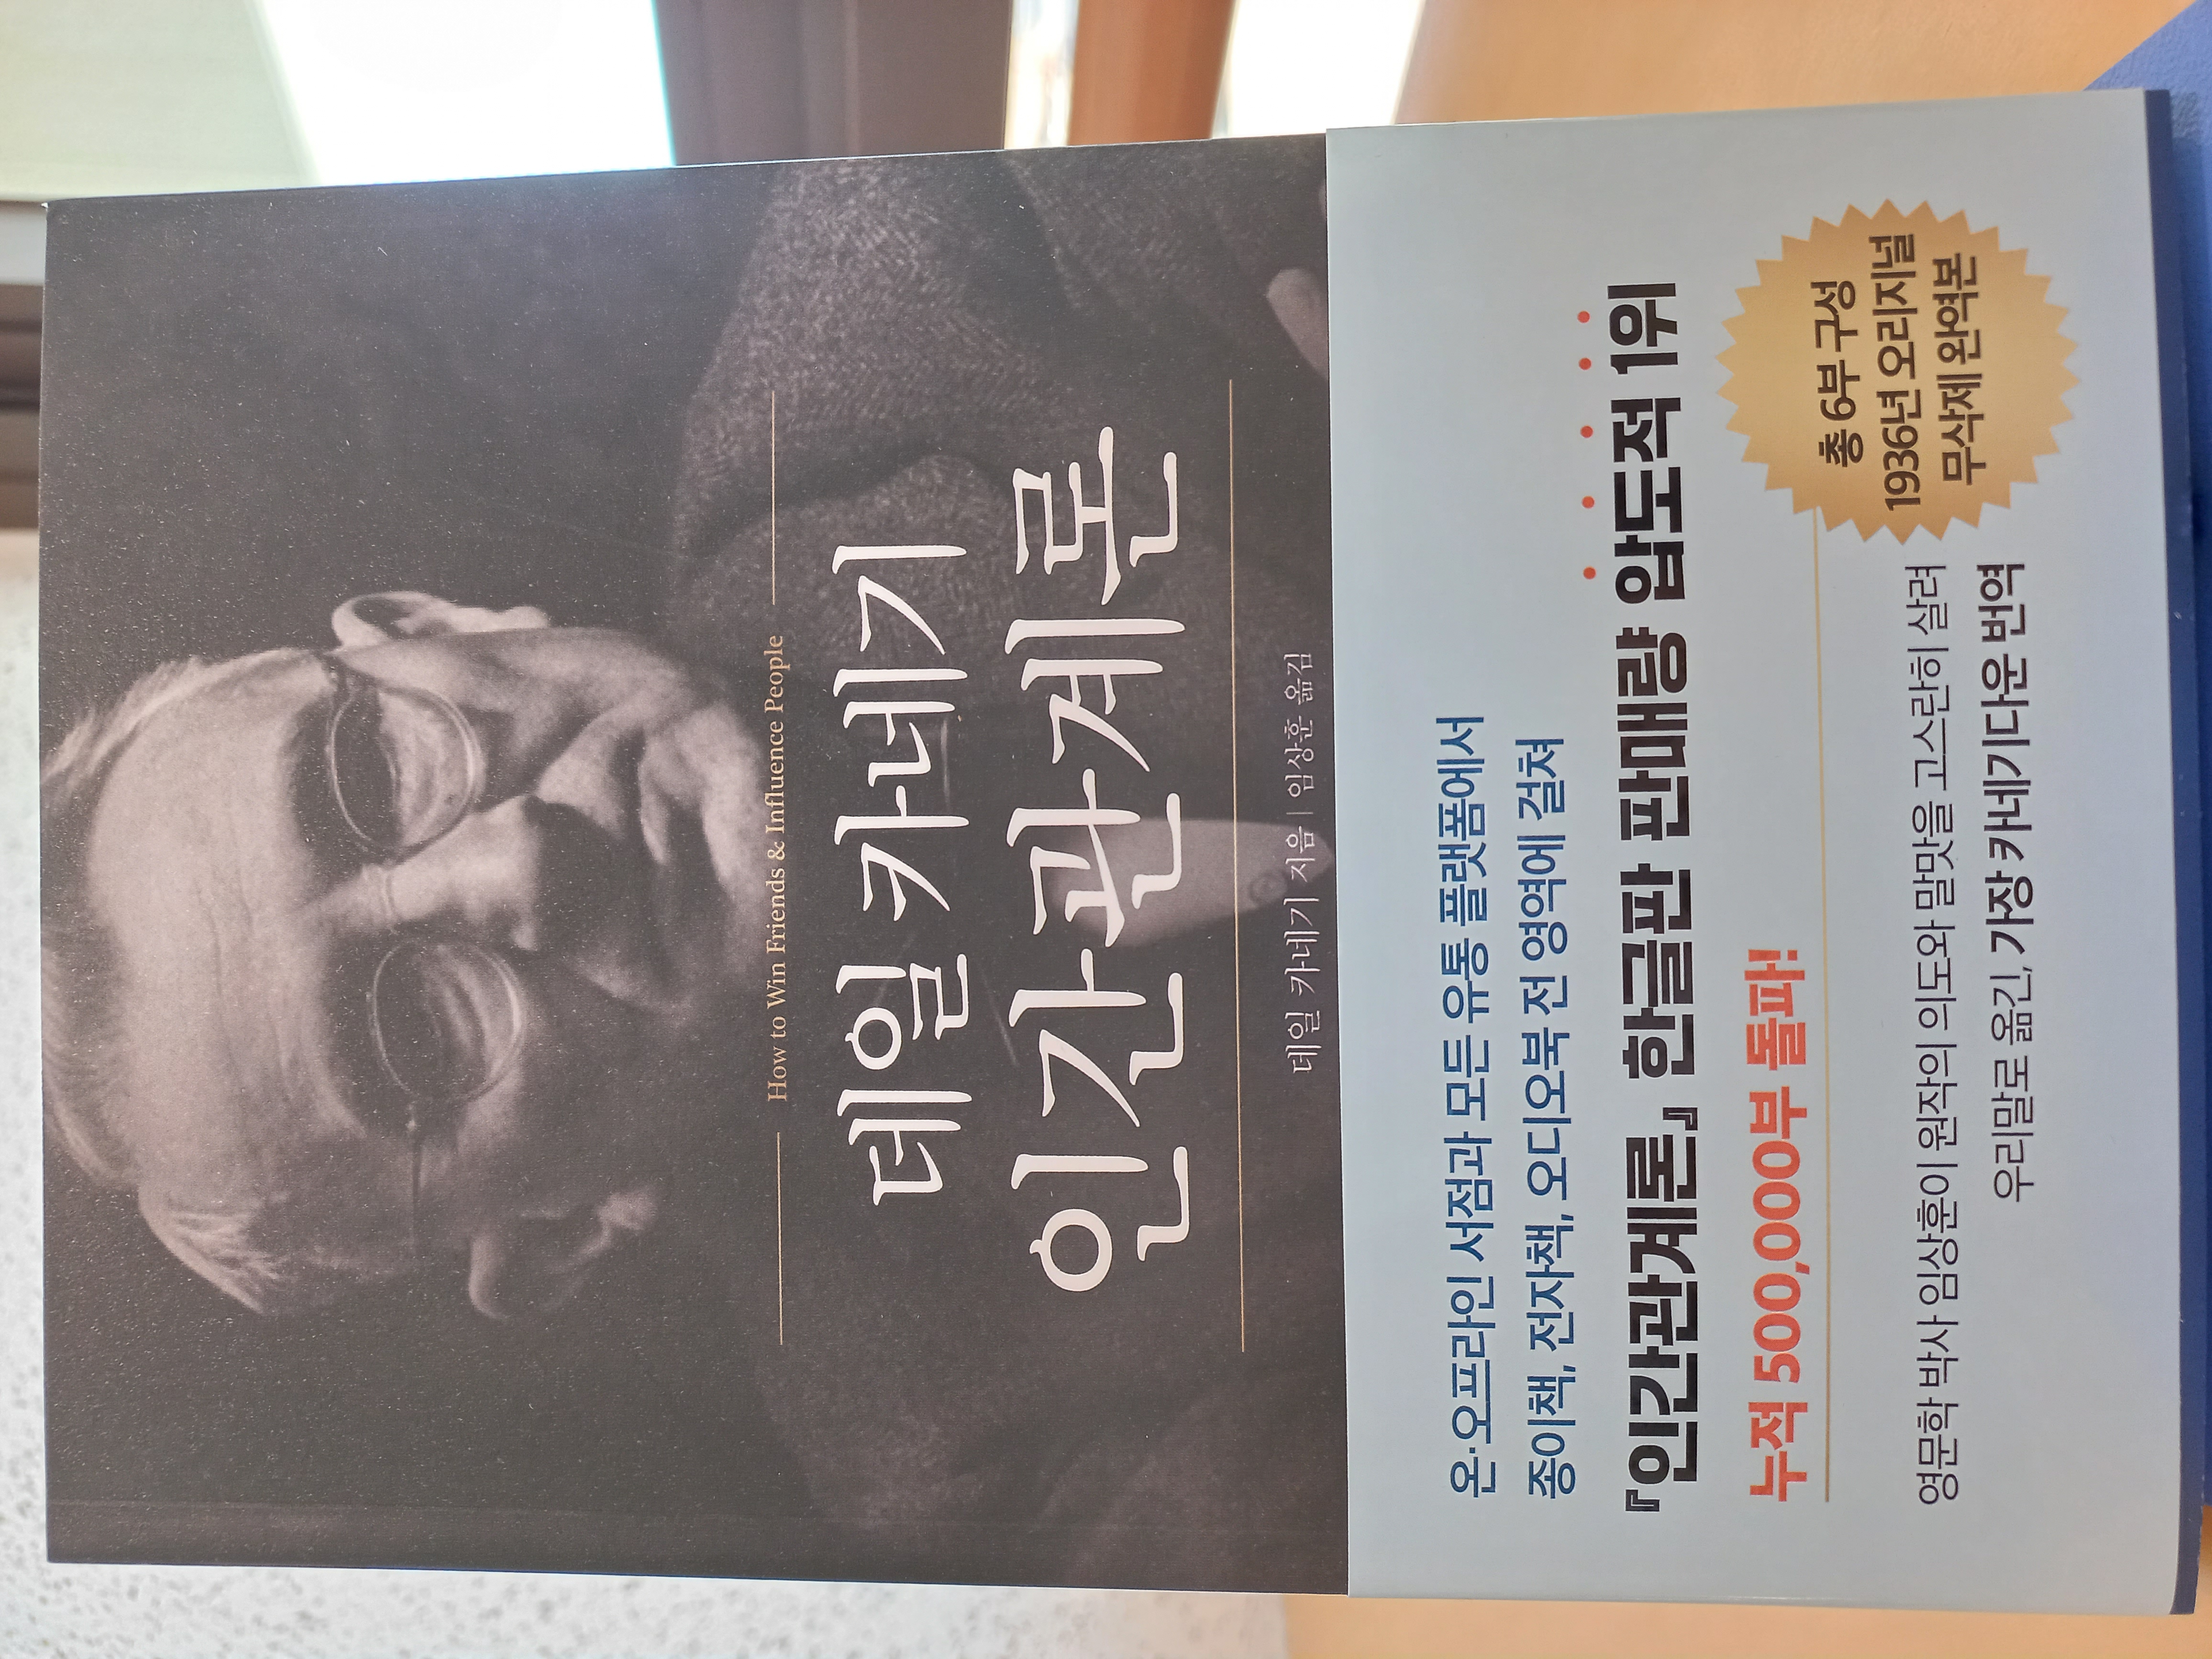 How to Win Friends & Influence People
데일 카네기
인간관계론
데일 카네기 지음 | 임상훈 옮김
온·오프라인 서점과 모든 유통 플랫폼에서
종이책, 전자책, 오디오북 전 영역에 걸쳐
『인간관계론』 한글판 판매량 압도적 1위
누적 500,000부 돌파!
총 6부 구성
1936년 오리지널
무삭제 완역본
영문학 박사 임상훈이 원작의 의도와 말맛을 고스란히 살려
우리말로 옮긴, 가장 카네기다운 번역